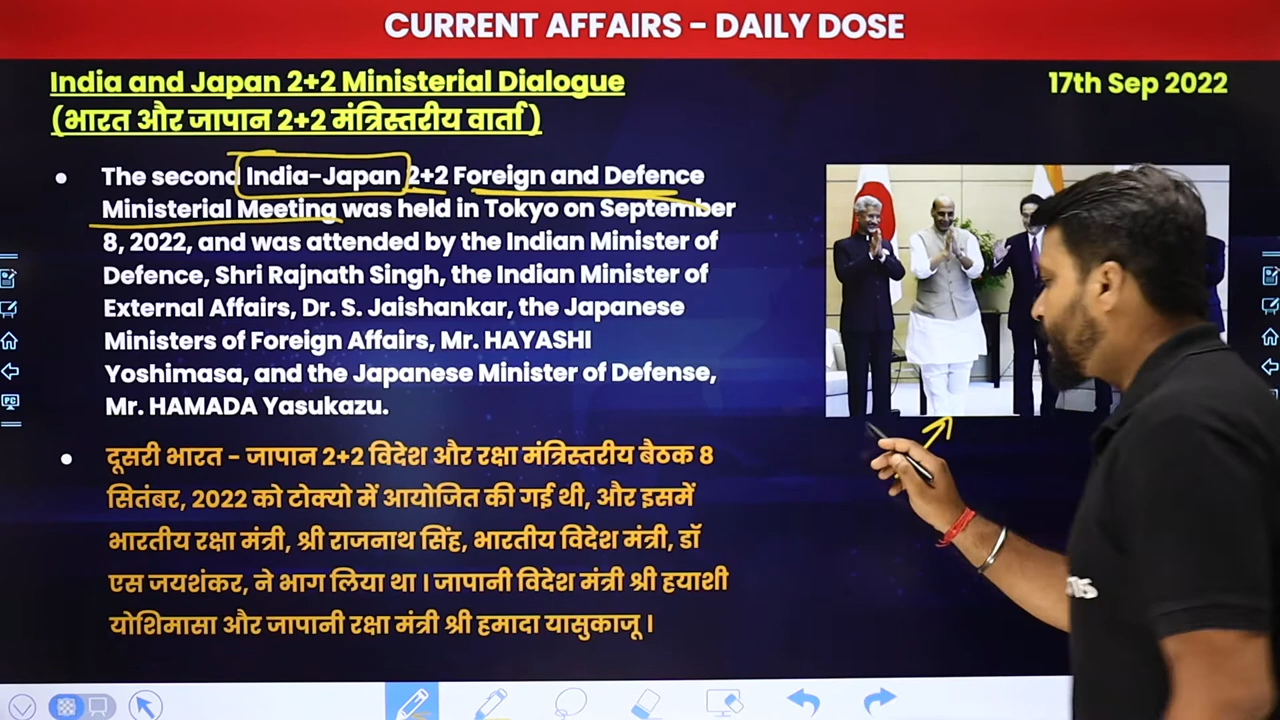 CURRENT AFFAIRS – DAILY DOSE
India and Japan 2+2 Ministerial Dialogue
17th Sep 2022
(भारत और जापान 2+2 मंत्रिस्तरीय वार्ता )
The second India-Japan 2+2 Foreign and Defence
Ministerial Meeting was held in Tokyo on September
8, 2022, and was attended by the Indian Minister of
Defence, Shri Rajnath Singh, the Indian Minister of
External Affairs, Dr. S. Jaishankar, the Japanese
Ministers of Foreign Affairs, Mr. HAYASHI
Yoshimasa, and the Japanese Minister of Defense,
Mr. HAMADA Yasukazu.
दूसरी भारत - जापान 2+2 विदेश और रक्षा मंत्रिस्तरीय बैठक 8
सितंबर, 2022 को टोक्यो में आयोजित की गई थी, और इसमें
भारतीय रक्षा मंत्री, श्री राजनाथ सिंह, भारतीय विदेश मंत्री, डॉ
एस जयशंकर, ने भाग लिया था । जापानी विदेश मंत्री श्री हयाशी
योशिमासा और जापानी रक्षा मंत्री श्री हमादा यासुकाजू ।
PC